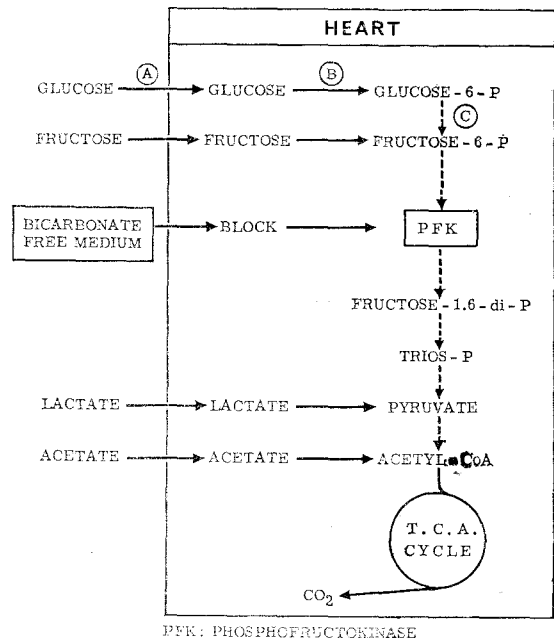 HEART
A B
GLUCOSE GLUCOSE GLUCOSE-6-P
C
FRUCTOSE FRUCTOSE FRUCTOSE-6-P
BICARBONATE
FREE MEDIUM
BLOCK
PFK
FRUCTOSE-1.6-di-P
TRIOS-P
LACTATE LACTATE PYRUVATE
ACETATE ACETATE ACETYL-CoA
T.C.A.
CYCLE
CO₂
PFK: PHOSPHOFRUCTOKINASE